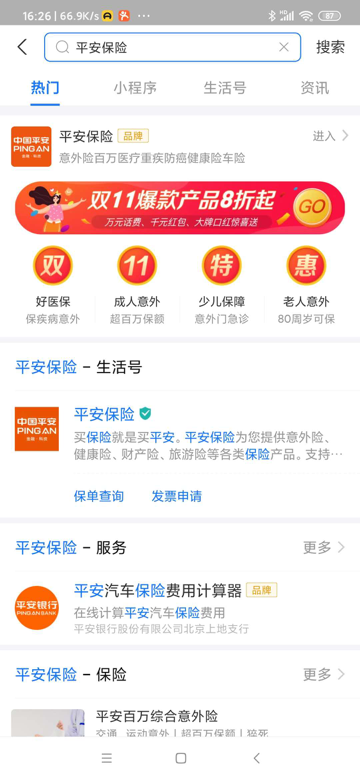 16:26 | 66.9K/s
87
平安保险
搜索
热门
小程序
生活号
资讯
中国平安
PING AN
金融·科技
平安保险
品牌
进入
意外险百万医疗重疾防癌健康险车险
双11爆款产品8折起
万元话费、千元红包、大牌口红惊喜送
GO
双
11
特
惠
好医保
成人意外
少儿保障
老人意外
保疾病意外
超百万保额
意外门急诊
80周岁可保
平安保险 – 生活号
中国平安
PING AN
金融·科技
平安保险
买保险就是买平安。平安保险为您提供意外险、
健康险、财产险、旅游险等各类保险产品。支持…
保单查询
发票申请
平安保险 – 服务
更多
平安银行
PING AN BANK
平安汽车保险费用计算器
品牌
在线计算平安汽车保险费用
平安银行股份有限公司北京上地支行
平安保险 – 保险
更多
平安百万综合意外险
交通、运动意外 | 超百万保额 | 猝死